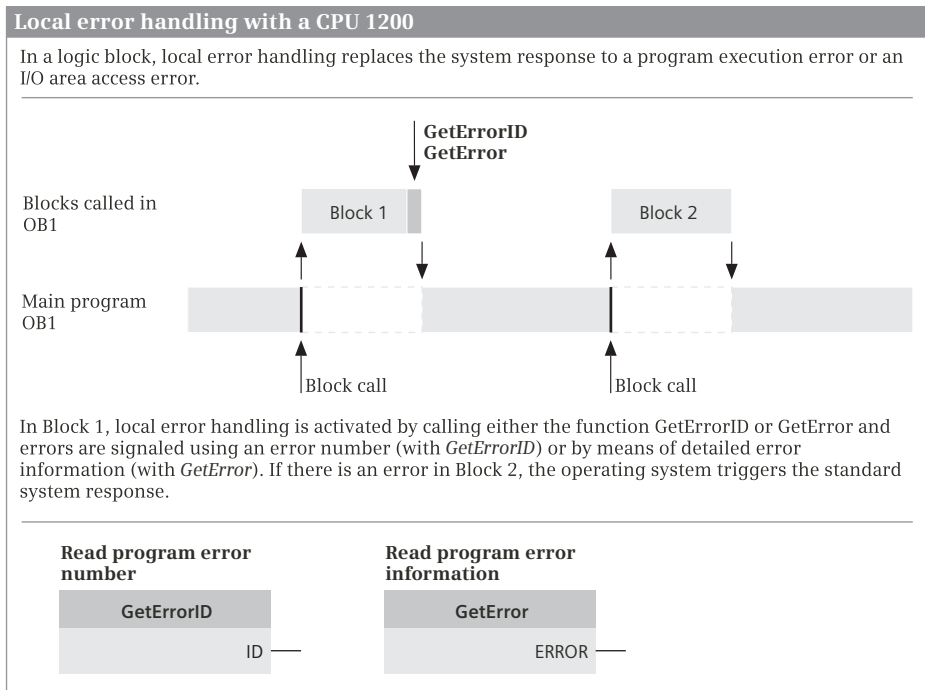 Local error handling with a CPU 1200
In a logic block, local error handling replaces the system response to a program execution error or an
I/O area access error.
GetErrorID
GetError
Blocks called in
OB1
Block 1
Block 2
Main program
OB1
Block call
Block call
In Block 1, local error handling is activated by calling either the function GetErrorID or GetError and
errors are signaled using an error number (with GetErrorID) or by means of detailed error
information (with GetError). If there is an error in Block 2, the operating system triggers the standard
system response.
Read program error
number
GetErrorID
ID
Read program error
information
GetError
ERROR